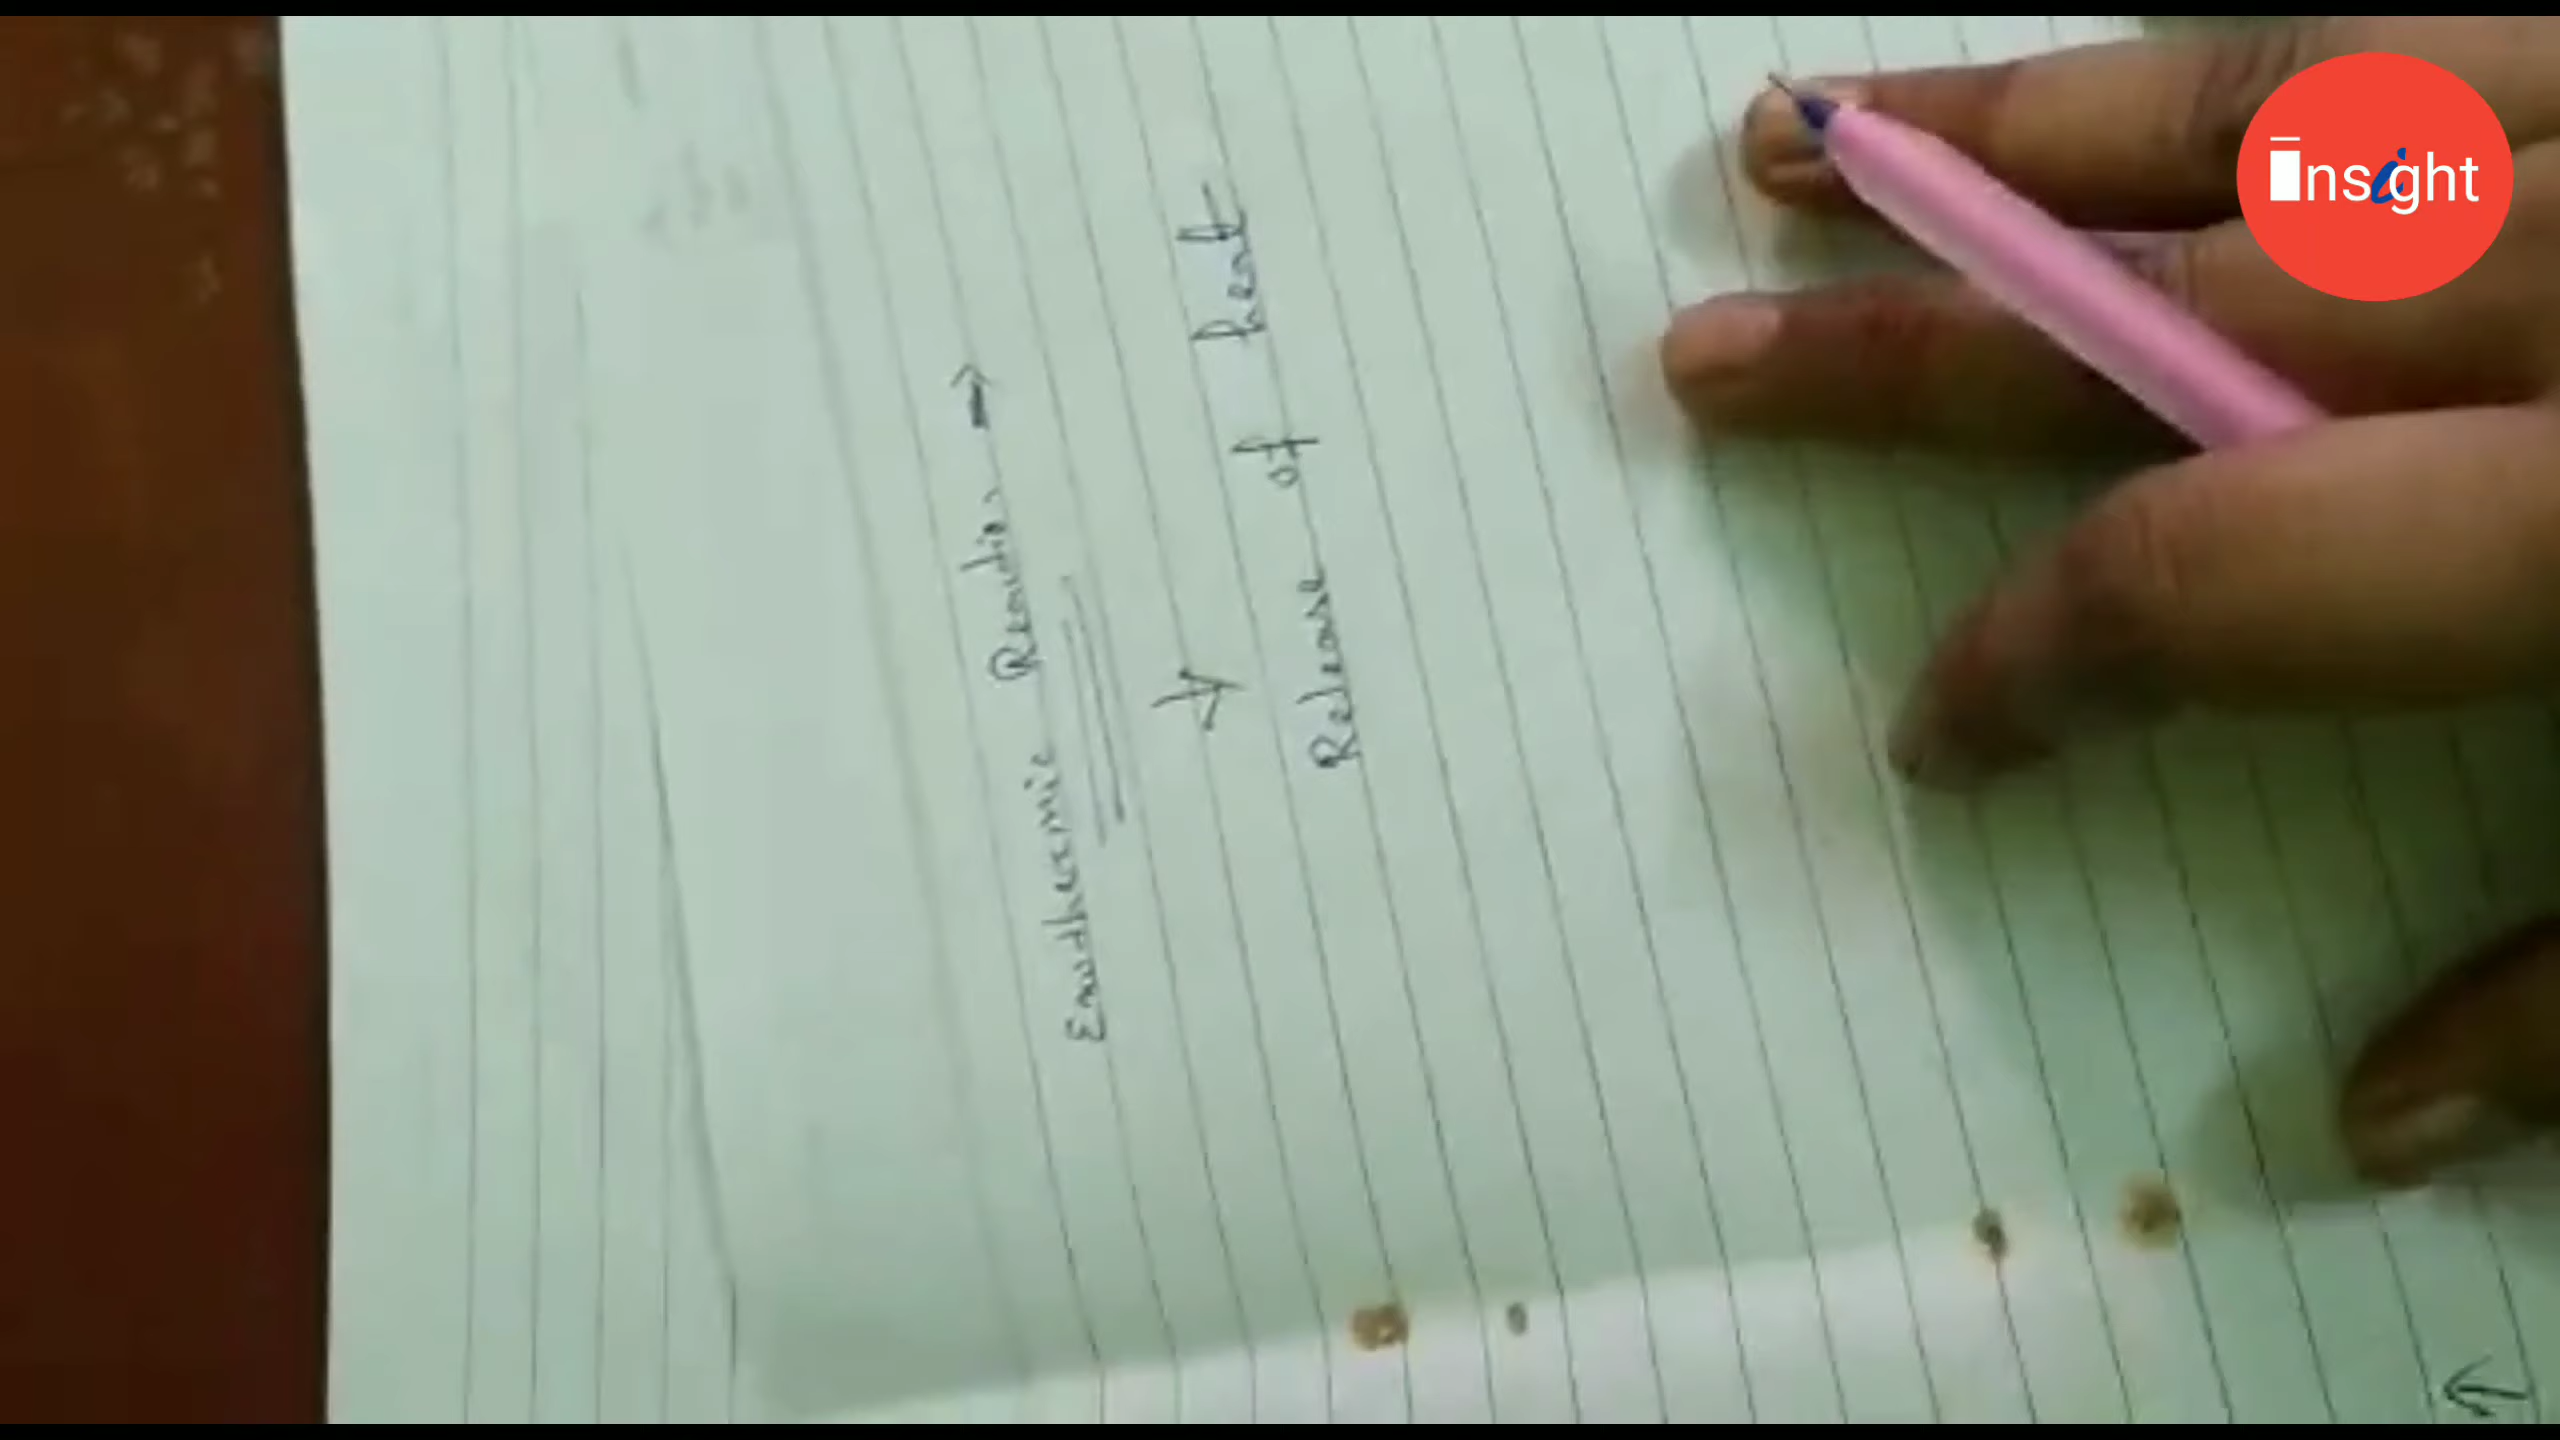 Exothermic Reaction →
↓
Release of heat
Insight